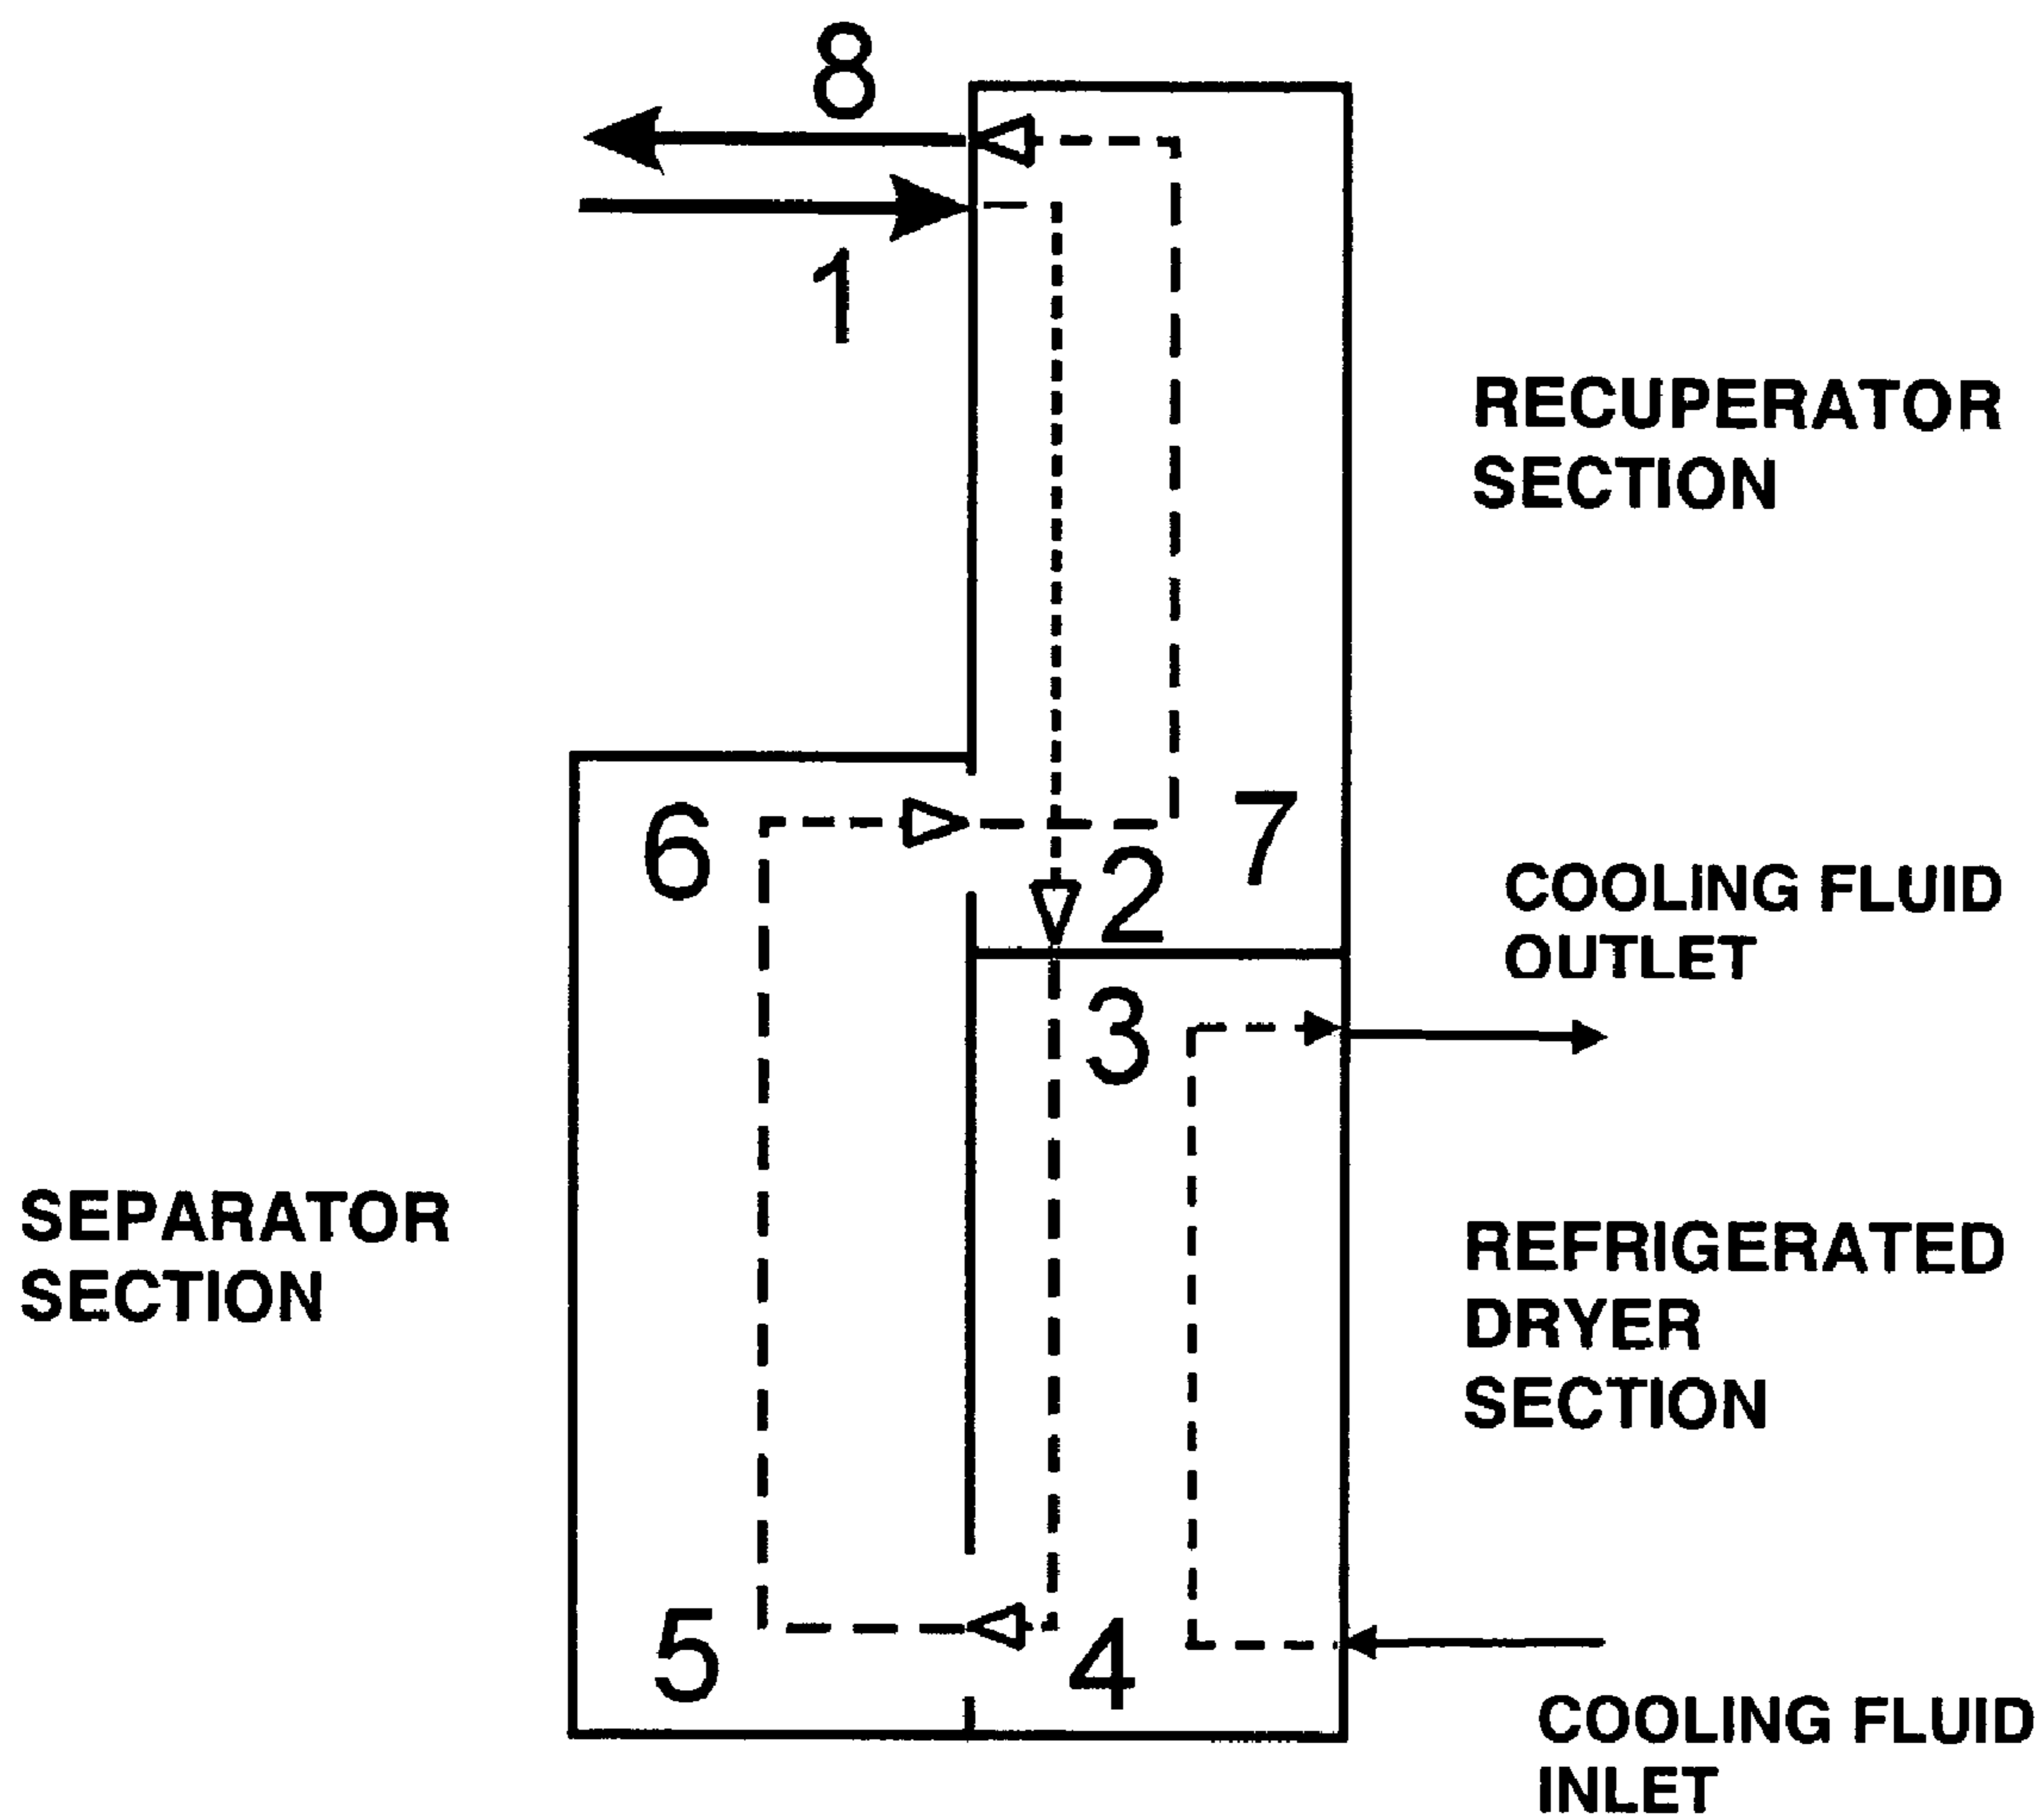 8
1
RECUPERATOR
SECTION
6
7
2
COOLING FLUID
OUTLET
3
SEPARATOR
SECTION
REFRIGERATED
DRYER
SECTION
5
4
COOLING FLUID
INLET